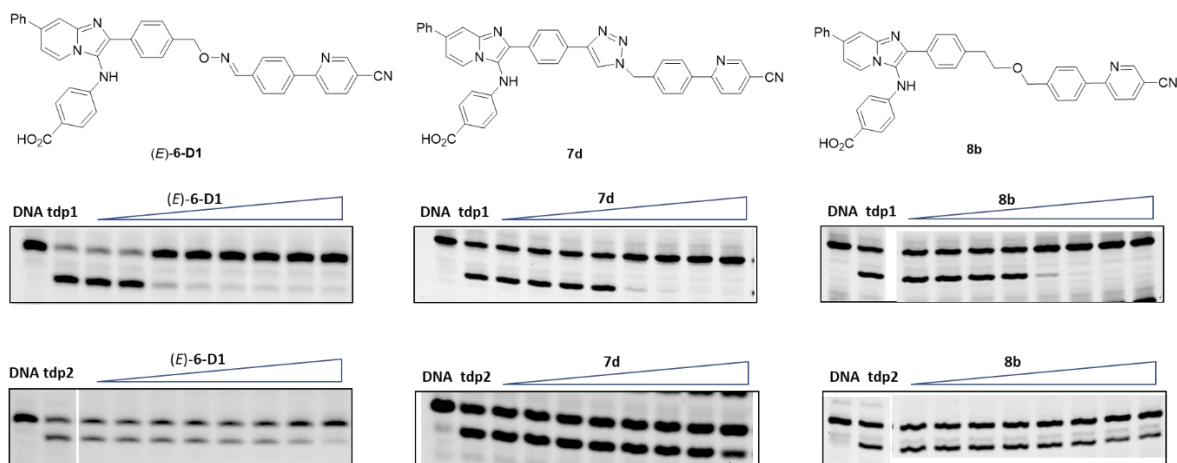 Ph N N NH HO₂C O N N CN
(E)-6-D1
Ph N N NH HO₂C N N N N CN
7d
Ph N N NH HO₂C O N CN
8b
(E)-6-D1
DNA tdp1
7d
DNA tdp1
8b
DNA tdp1
(E)-6-D1
DNA tdp2
7d
DNA tdp2
8b
DNA tdp2